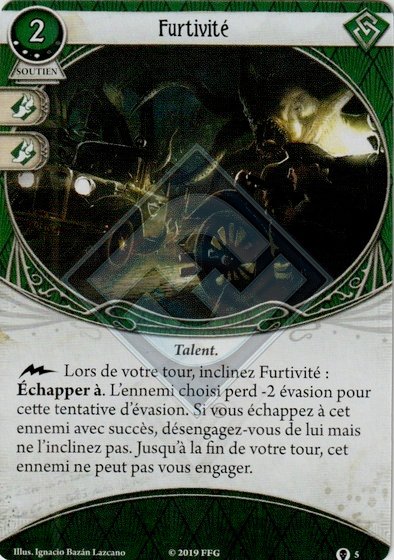 2
Furtivité
SOUTIEN
Talent.
Lors de votre tour, inclinez Furtivité :
Échapper à. L'ennemi choisi perd -2 évasion pour
cette tentative d'évasion. Si vous échappez à cet
ennemi avec succès, désengagez-vous de lui mais
ne l'inclinez pas. Jusqu'à la fin de votre tour, cet
ennemi ne peut pas vous engager.
Illus. Ignacio Bazán Lazcano © 2019 FFG 5